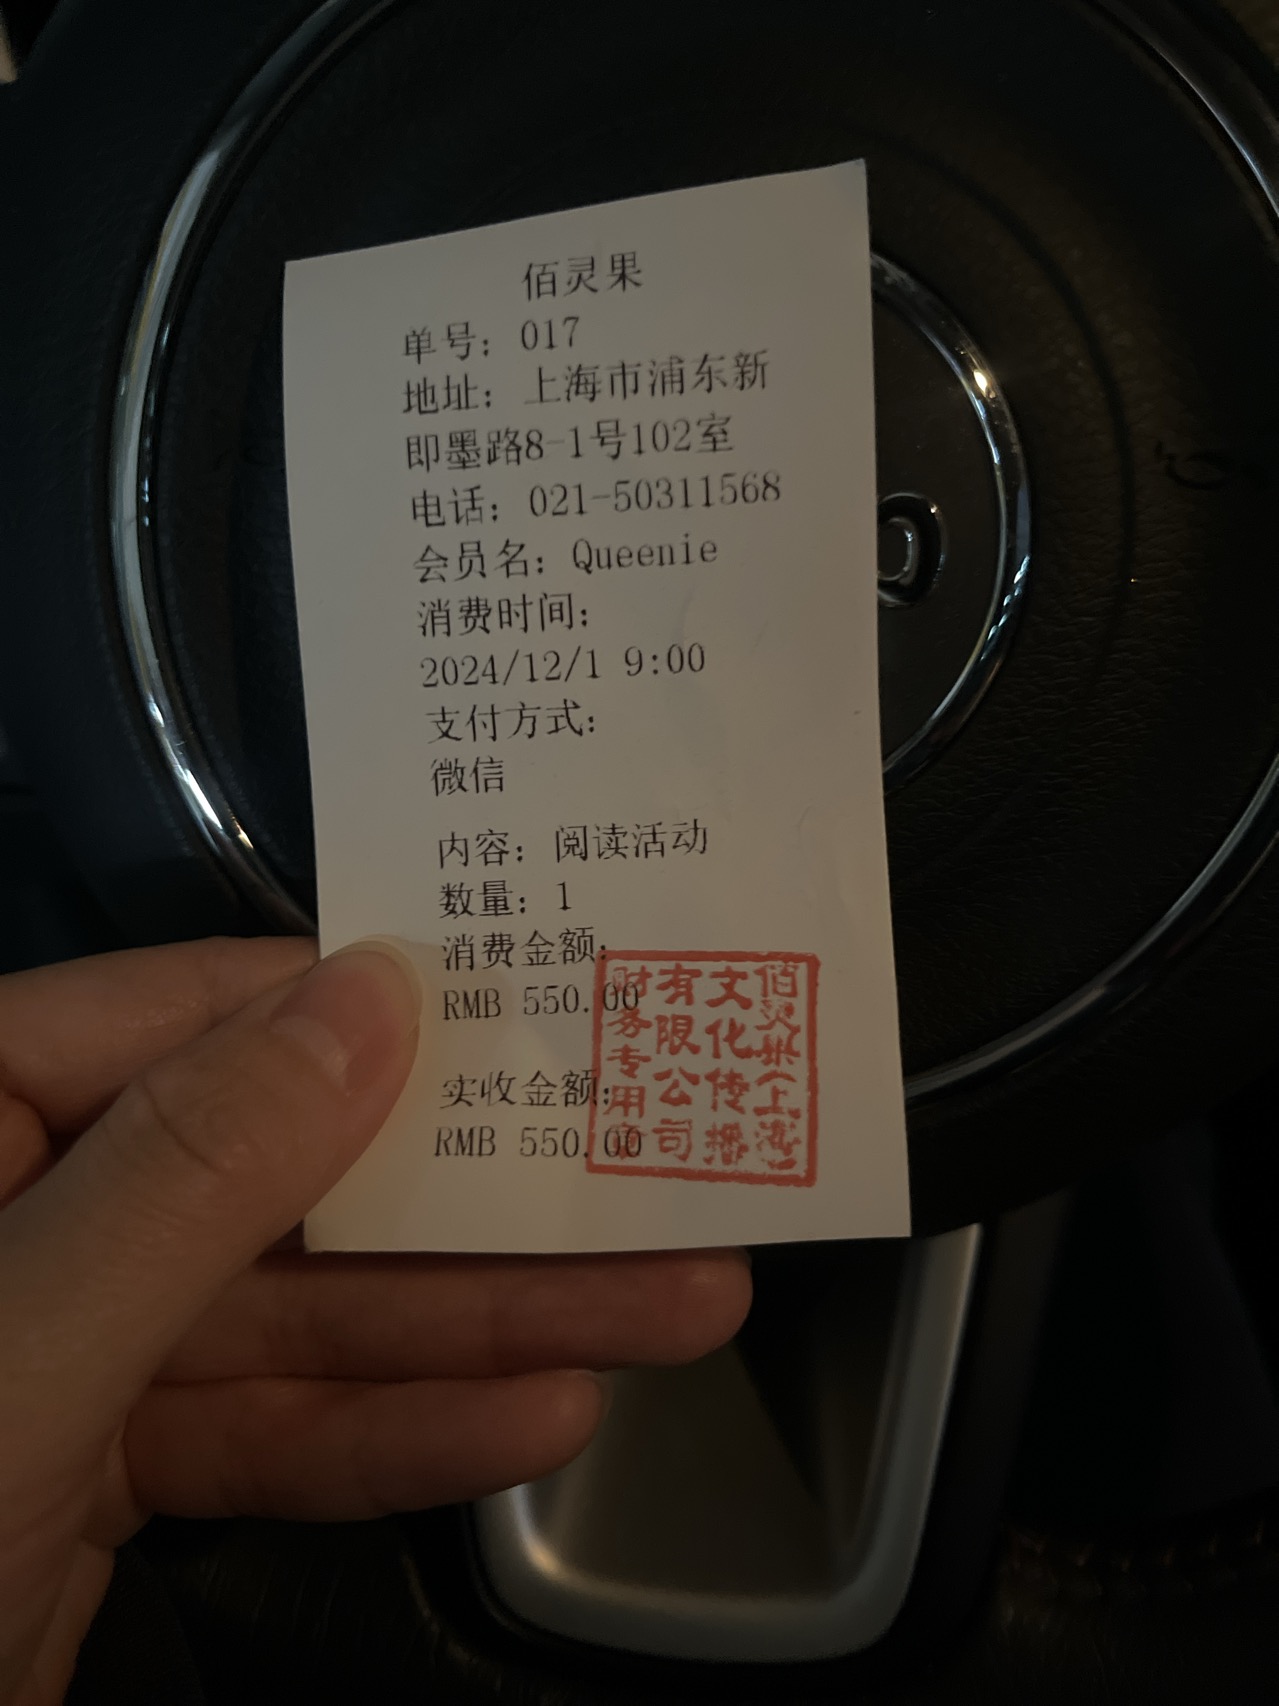 佰灵果
单号：017
地址：上海市浦东新
即墨路8-1号102室
电话：021-50311568
会员名：Queenie
消费时间：
2024/12/1 9:00
支付方式：
微信
内容：阅读活动
数量：1
消费金额：
RMB 550.00
实收金额：
RMB 550.00
佰灵果（上海）
文化传播
有限公司
财务专用章